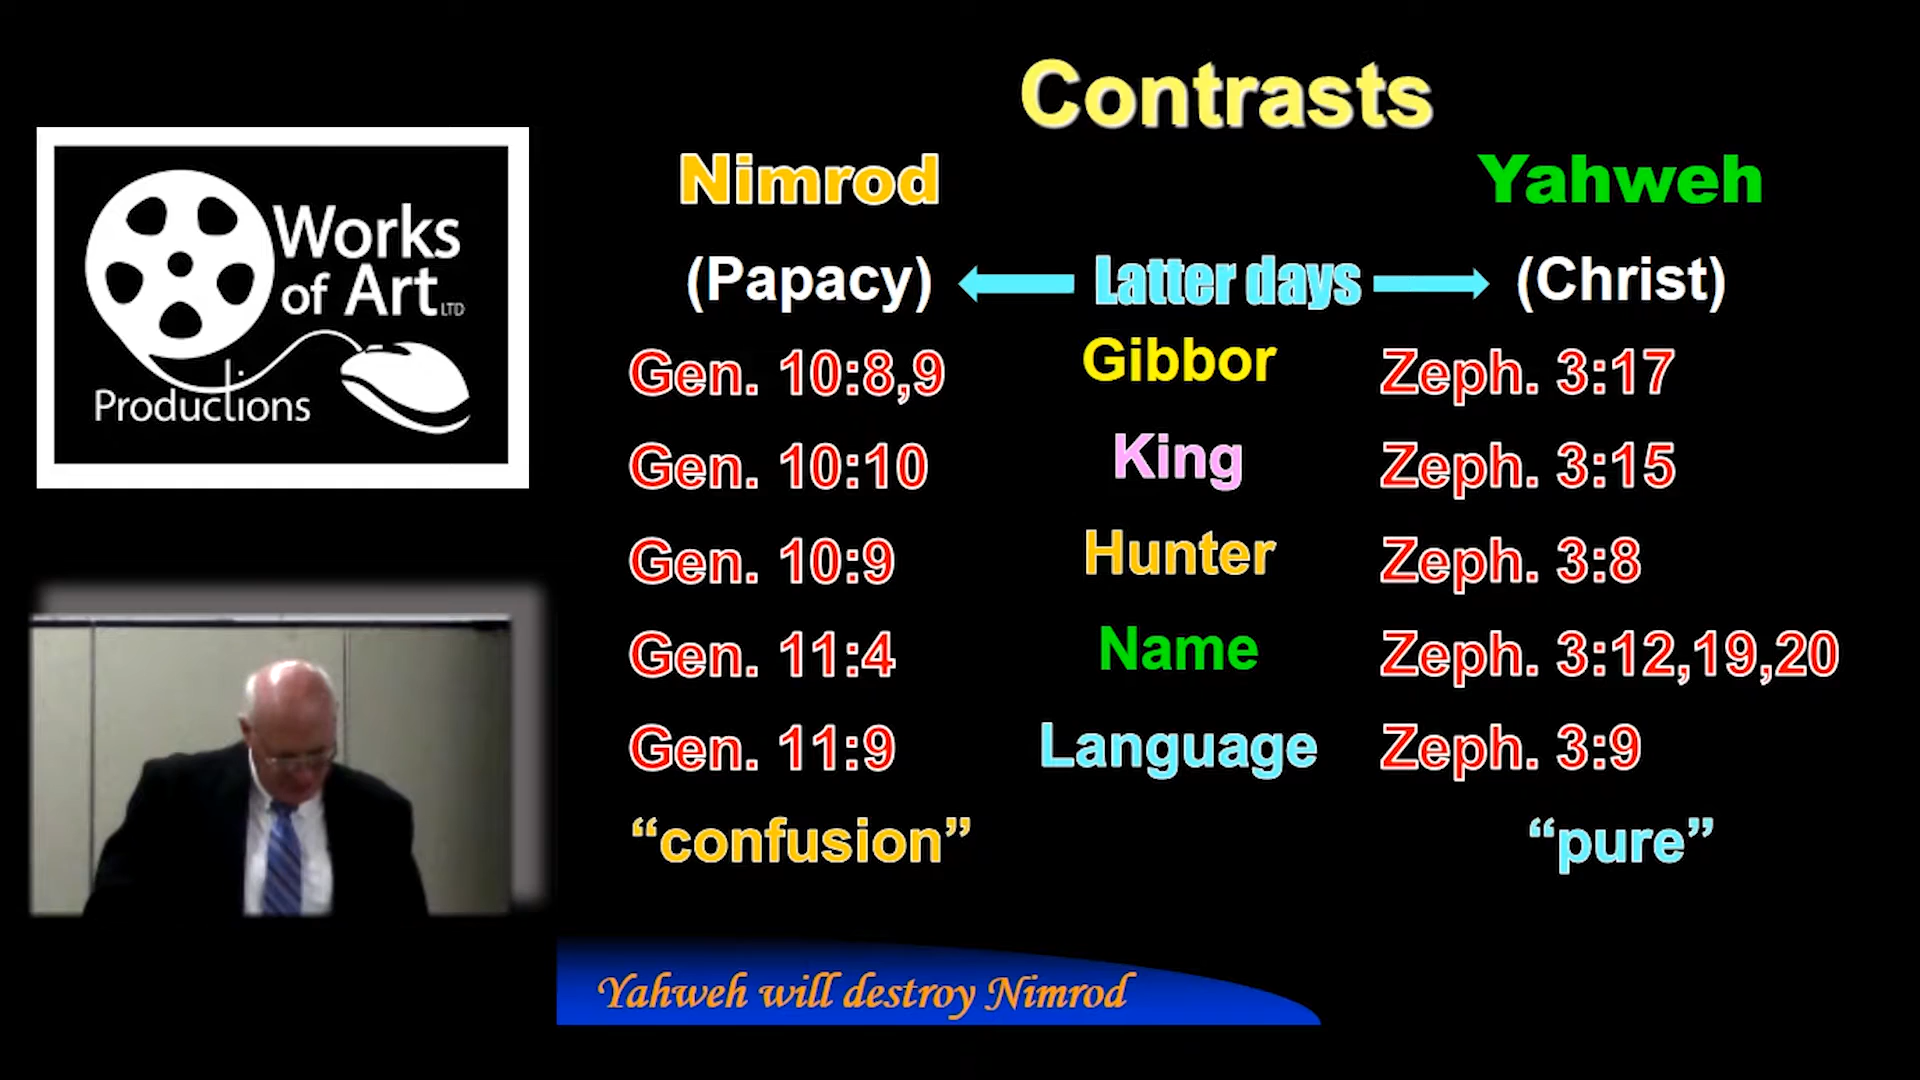 Works
of Art LTD
Productions
Contrasts
Nimrod Yahweh
(Papacy) Latter days (Christ)
Gen. 10:8,9 Gibbor Zeph. 3:17
Gen. 10:10 King Zeph. 3:15
Gen. 10:9 Hunter Zeph. 3:8
Gen. 11:4 Name Zeph. 3:12,19,20
Gen. 11:9 Language Zeph. 3:9
“confusion” “pure”
Yahweh will destroy Nimrod